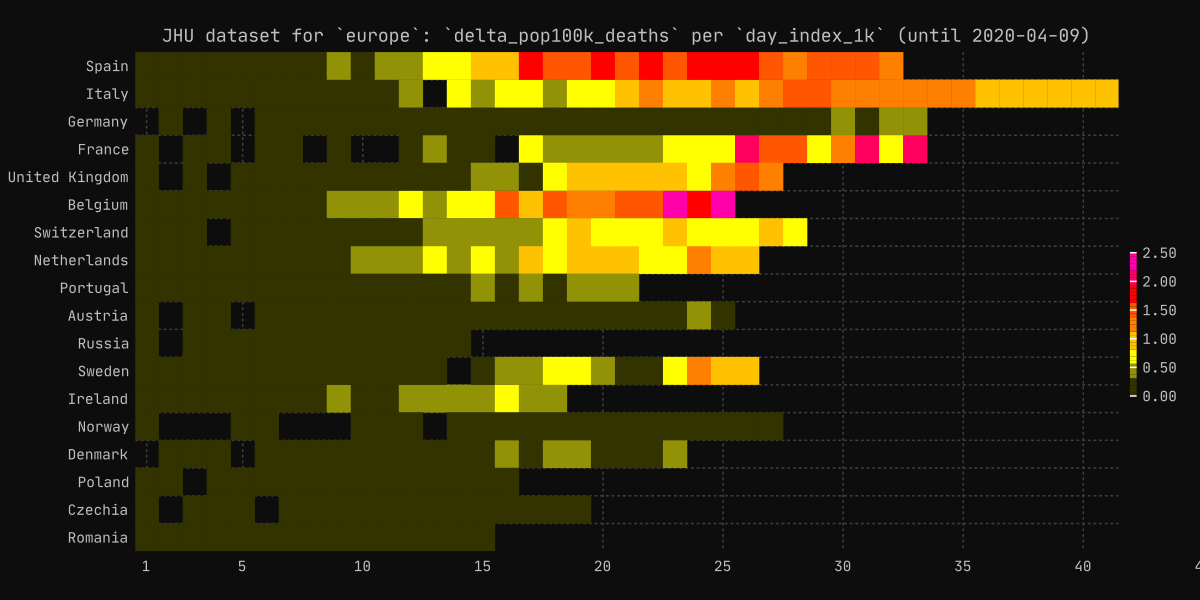 JHU dataset for `europe`: `delta_pop100k_deaths` per `day_index_1k` (until 2020-04-09)
Spain
Italy
Germany
France
United Kingdom
Belgium
Switzerland
Netherlands
Portugal
Austria
Russia
Sweden
Ireland
Norway
Denmark
Poland
Czechia
Romania
2.50
2.00
1.50
1.00
0.50
0.00
1 5 10 15 20 25 30 35 40